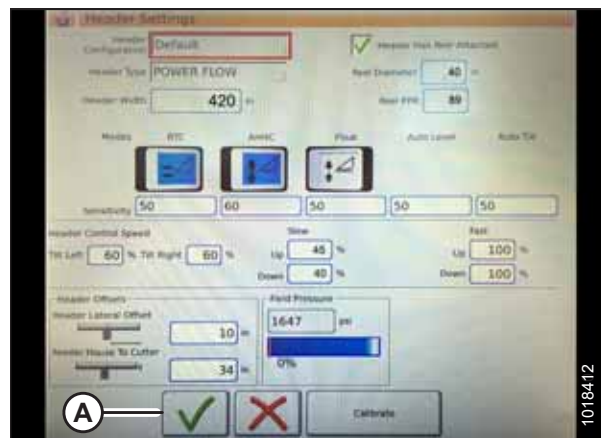 Header Settings
Header Configuration Default
Header Has Reel Attached
Header Type POWER FLOW
Reel Diameter 40 in
Header Width 420 in
Reel PPR 89
Modes RTC AHHC Float Auto Level Auto Tilt
Sensitivity 50 60 50 50 50
Header Control Speed
Slow
Fast
Tilt Left 60 % Tilt Right 60 %
Up 45 %
Up 100 %
Down 40 %
Down 100 %
Header Offsets
Header Lateral Offset
10 in
Feeder House To Cutter
34 in
Field Pressure
1647 psi
0%
A
Calibrate
1018412